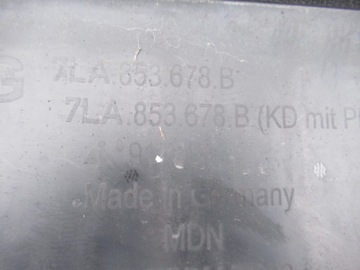 7LA.853.678.B
G
7LA.853.678.B (KD mit P
Made in Germany
MDN